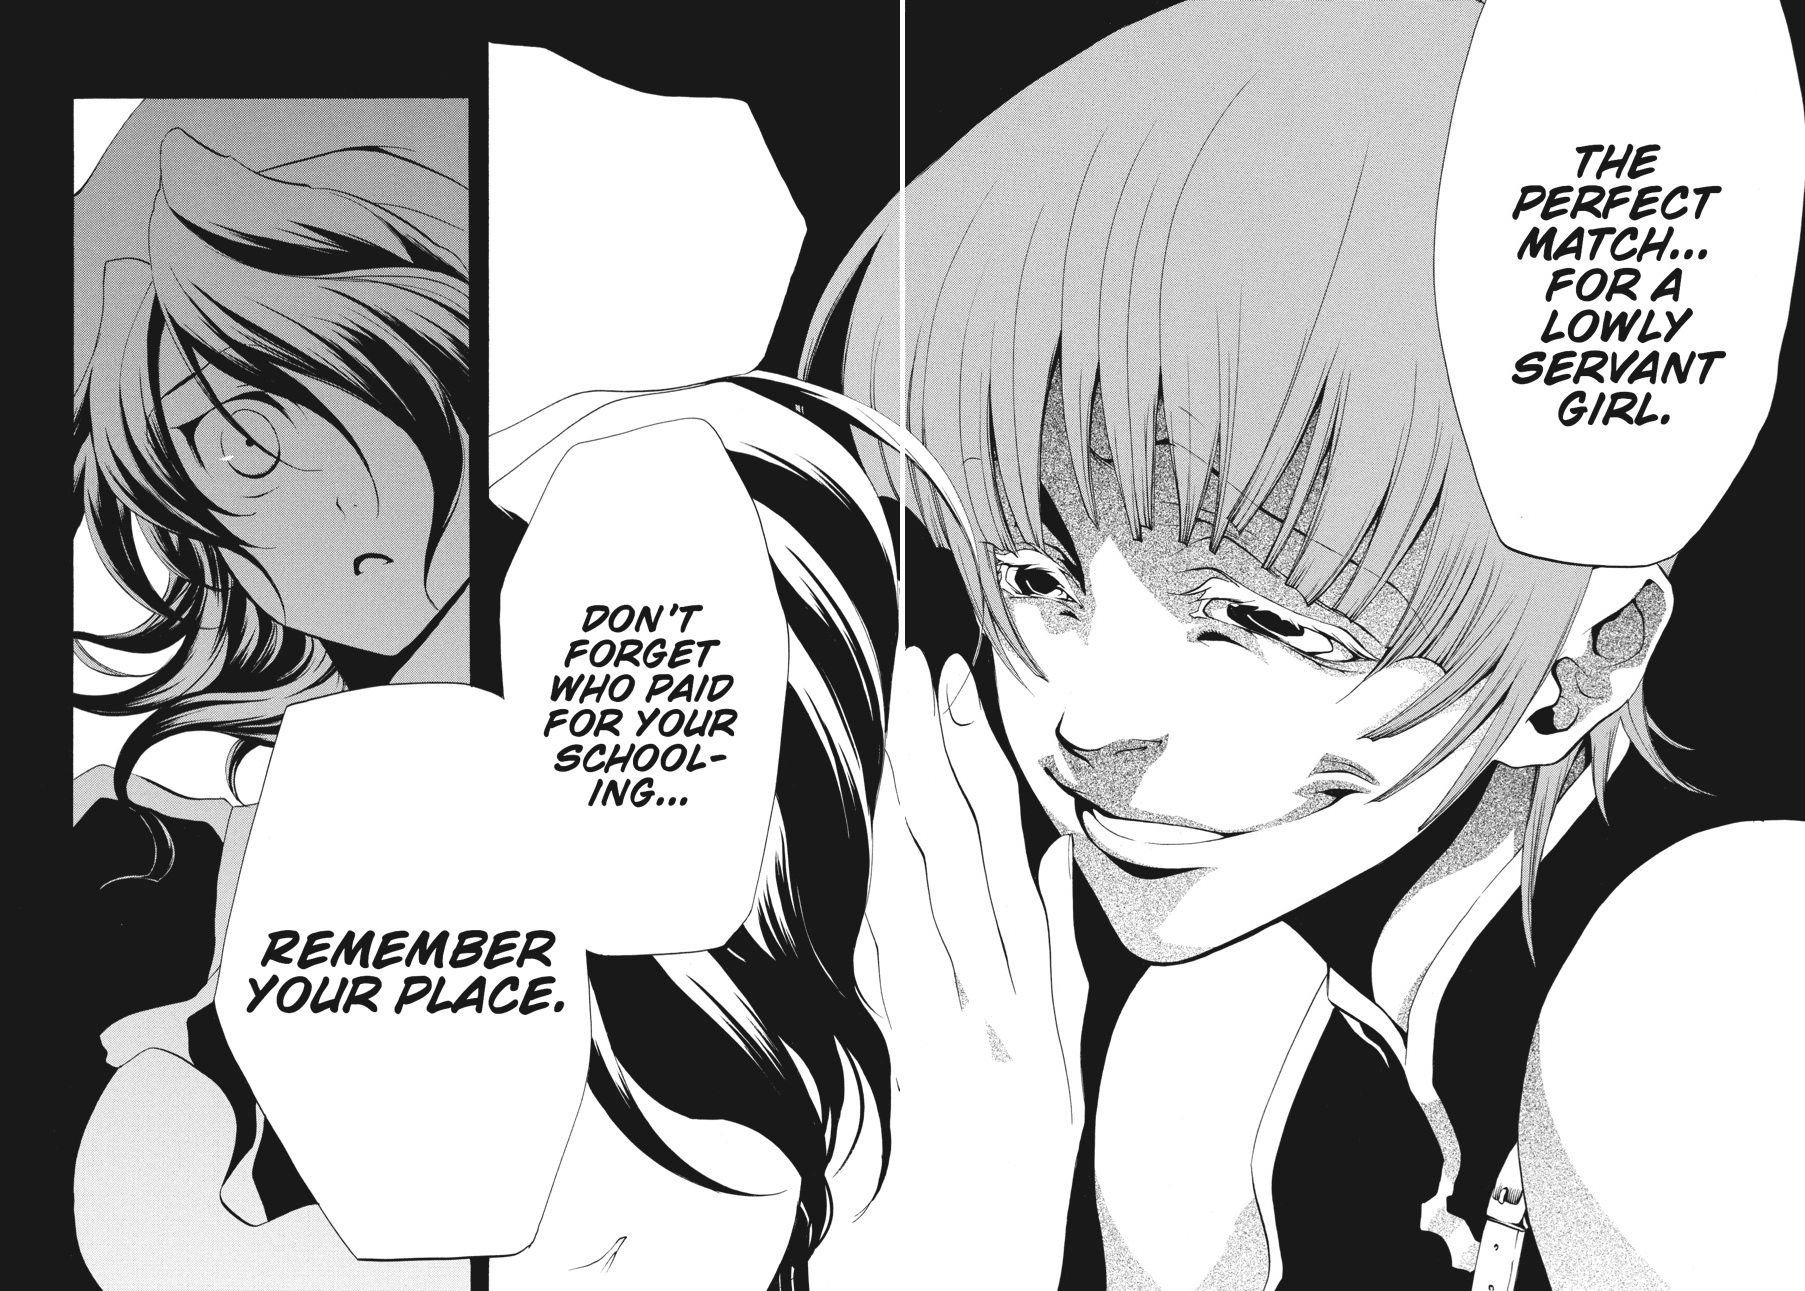 THE
PERFECT
MATCH...
FOR A
LOWLY
SERVANT
GIRL.
DON'T
FORGET
WHO PAID
FOR YOUR
SCHOOL-
ING...
REMEMBER
YOUR PLACE.